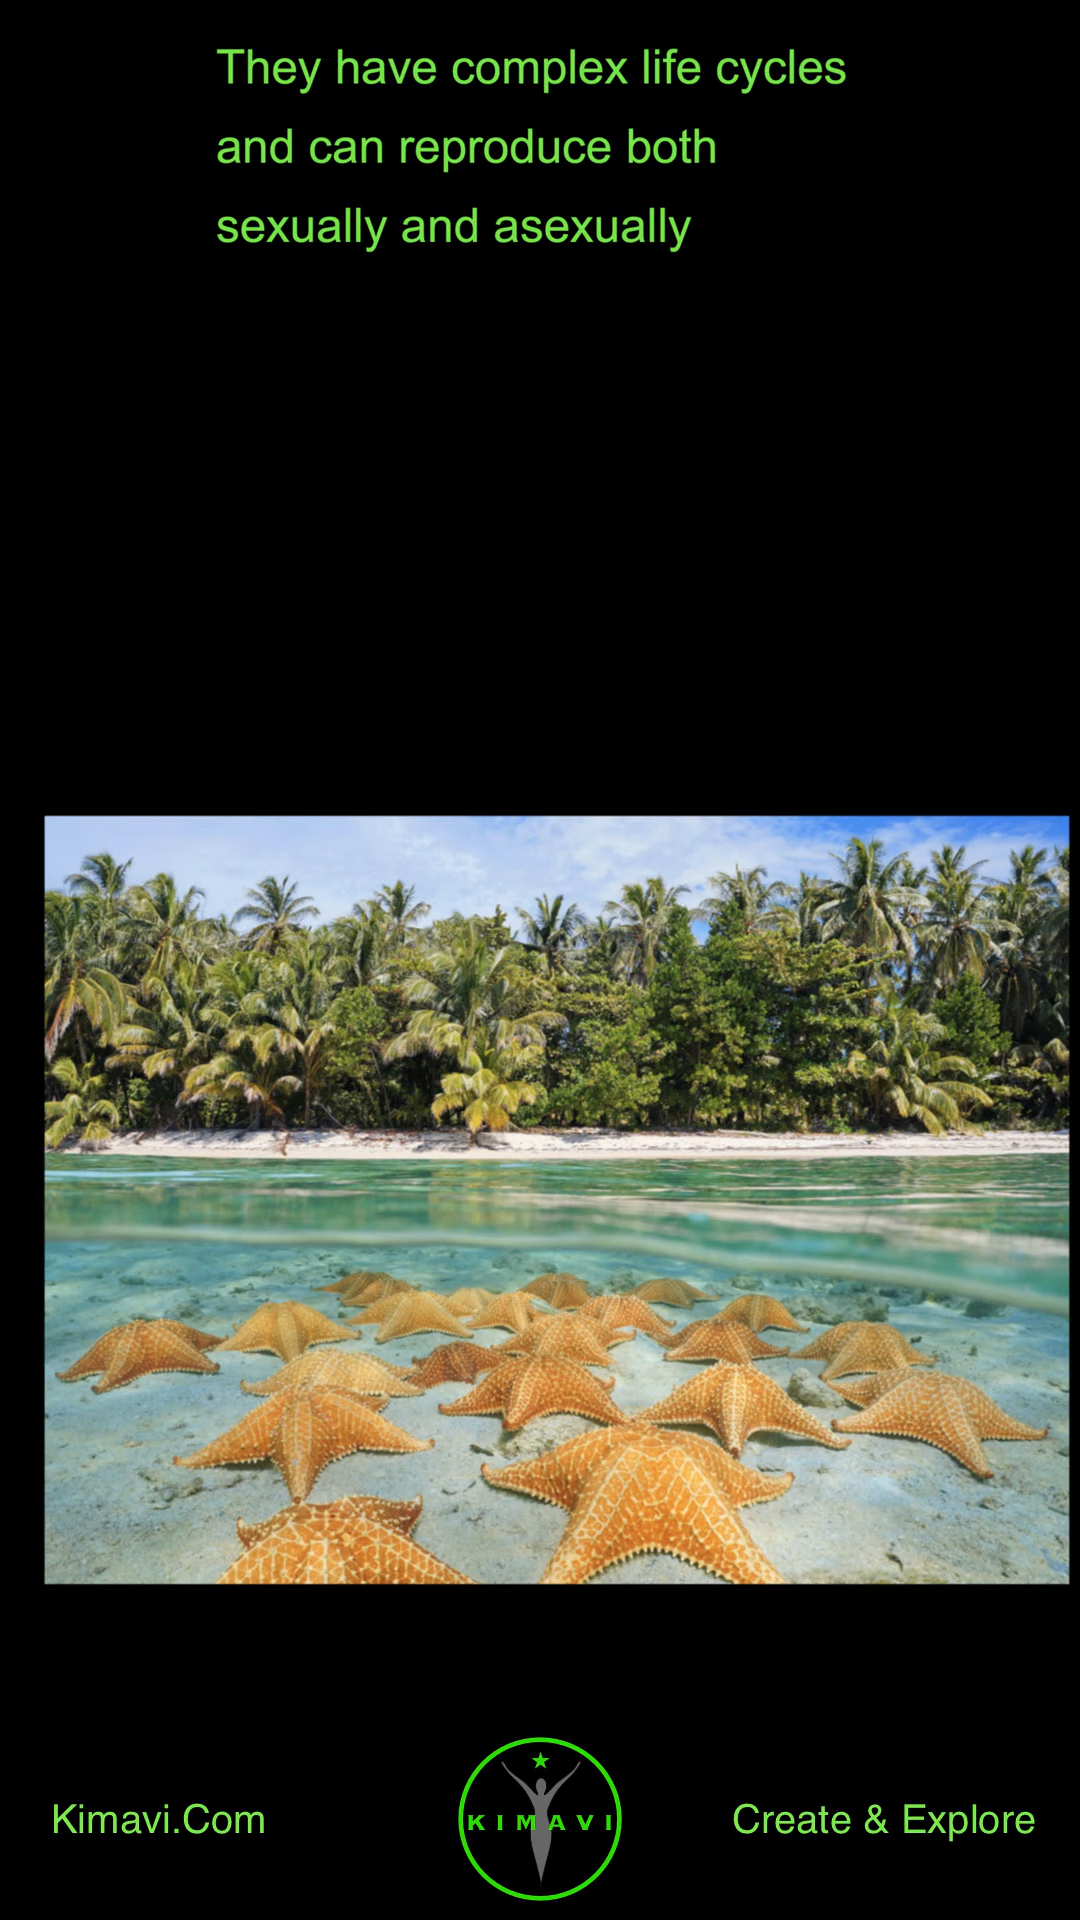 They have complex life cycles
and can reproduce both
sexually and asexually
Kimavi.Com
KIMAVI
Create & Explore